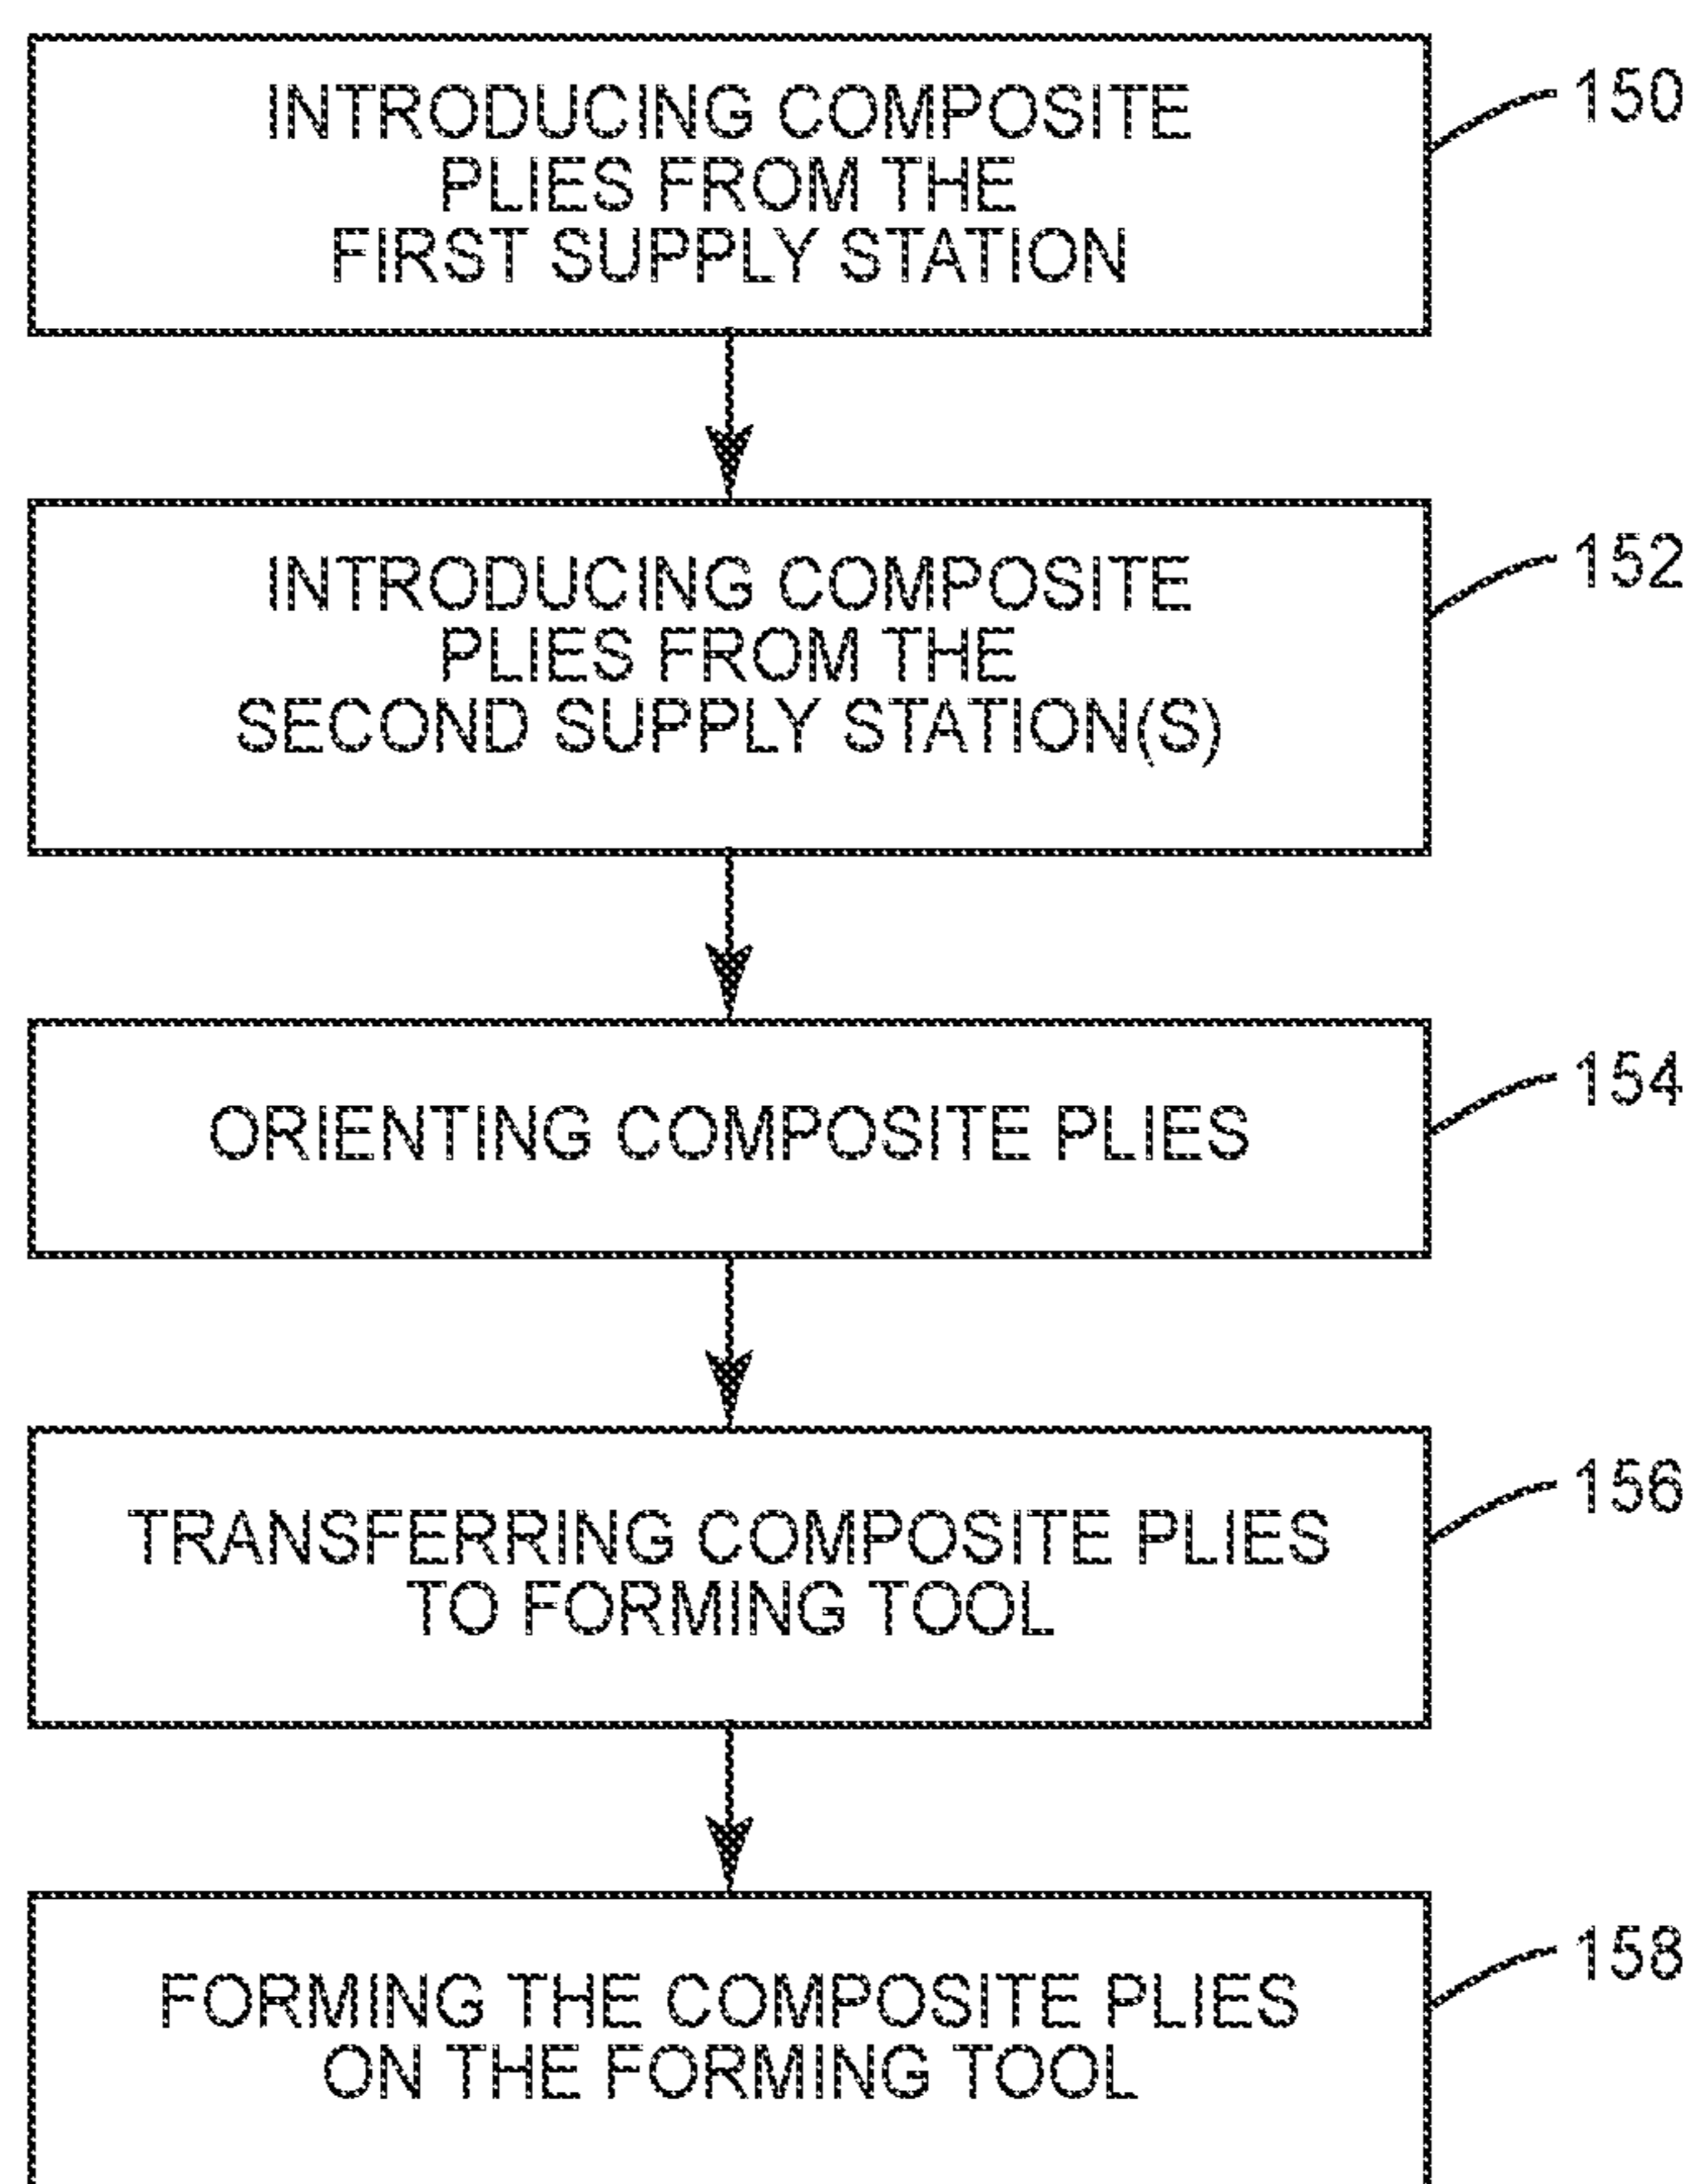 INTRODUCING COMPOSITE
PLIES FROM THE
FIRST SUPPLY STATION
150
INTRODUCING COMPOSITE
PLIES FROM THE
SECOND SUPPLY STATION(S)
152
ORIENTING COMPOSITE PLIES
154
TRANSFERRING COMPOSITE PLIES
TO FORMING TOOL
156
FORMING THE COMPOSITE PLIES
ON THE FORMING TOOL
158